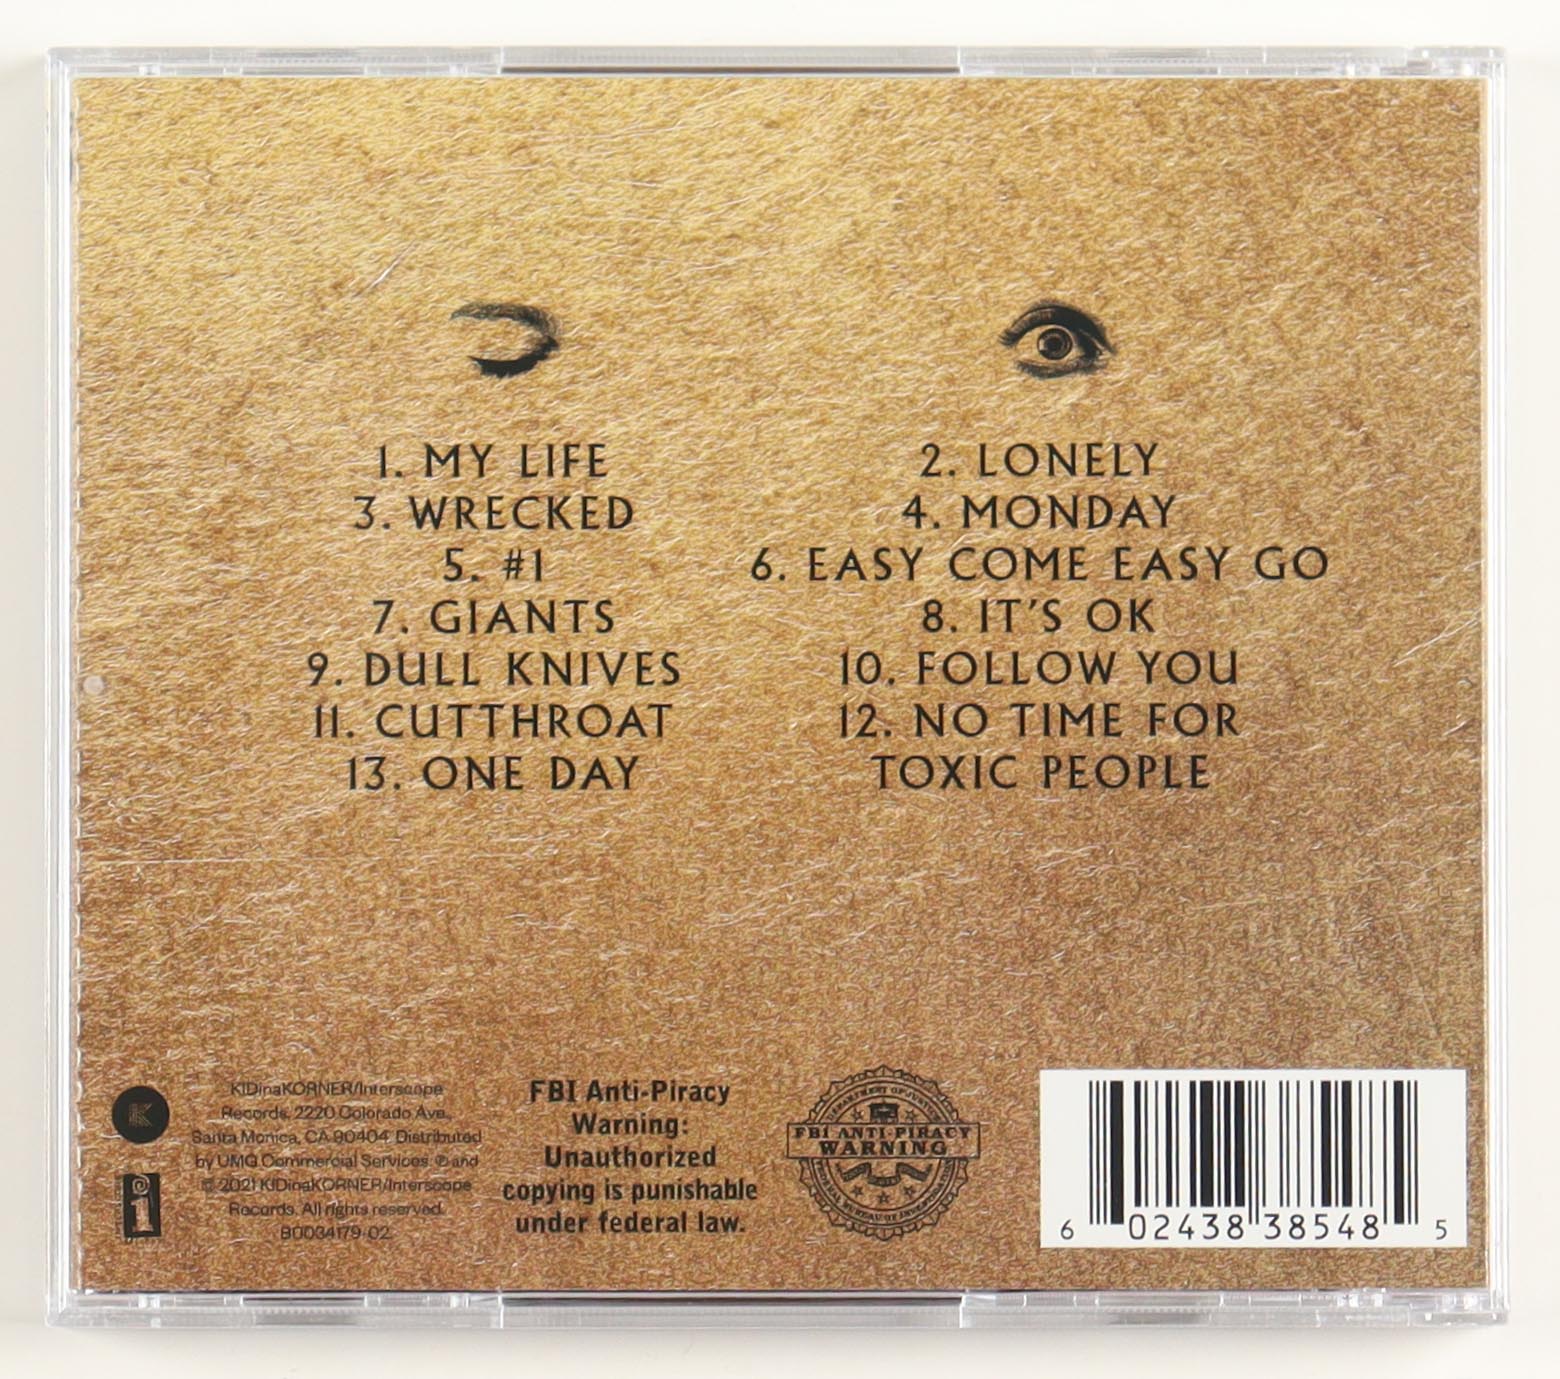 1. MY LIFE
2. LONELY
3. WRECKED
4. MONDAY
5. #1
6. EASY COME EASY GO
7. GIANTS
8. IT'S OK
9. DULL KNIVES
10. FOLLOW YOU
11. CUTTHROAT
12. NO TIME FOR
TOXIC PEOPLE
13. ONE DAY
K
i
KIDinaKORNER/Interscope
Records, 2220 Colorado Ave.,
Santa Monica, CA 90404. Distributed
by UMG Commercial Services. ℗ and
© 2021 KIDinaKORNER/Interscope
Records. All rights reserved.
B0034179-02.
FBI Anti-Piracy
Warning:
Unauthorized
copying is punishable
under federal law.
FBI ANTI-PIRACY
WARNING
6 02438 38548 5